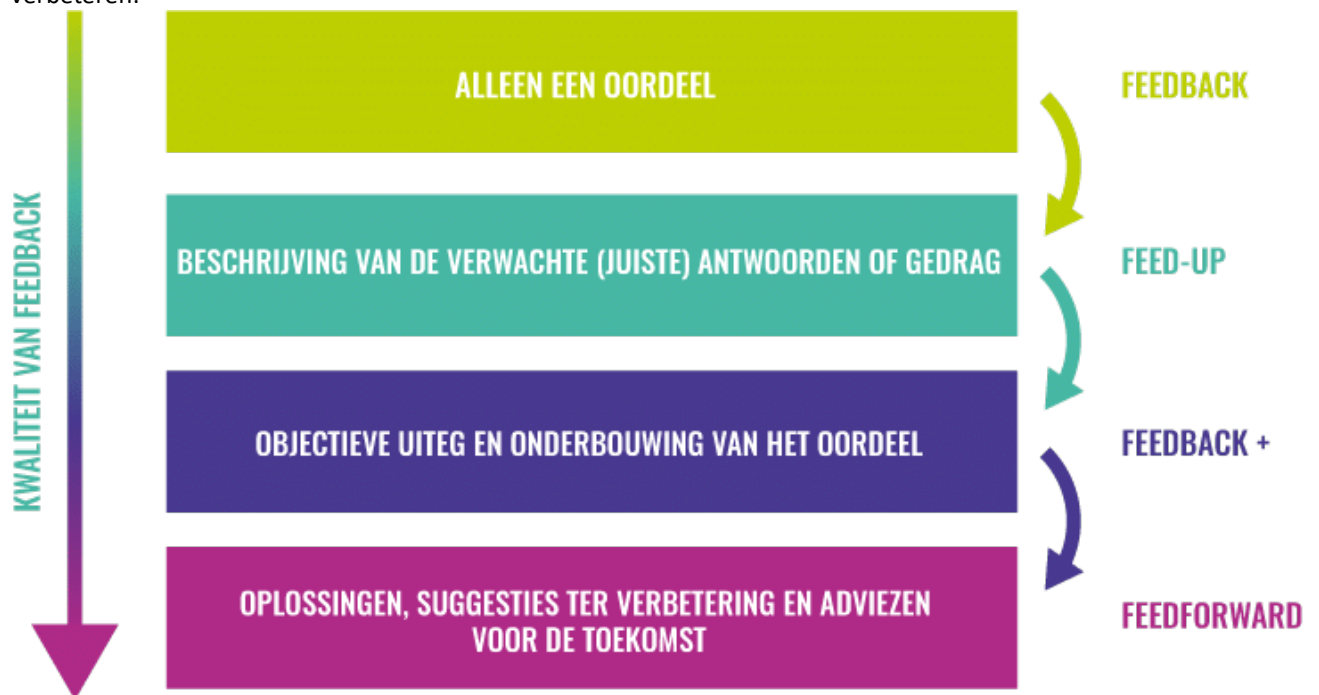 verbeteren.
ALLEEN EEN OORDEEL
FEEDBACK
BESCHRIJVING VAN DE VERWACHTE (JUISTE) ANTWOORDEN OF GEDRAG
FEED-UP
KWALITEIT VAN FEEDBACK
OBJECTIEVE UITEG EN ONDERBOUWING VAN HET OORDEEL
FEEDBACK +
OPLOSSINGEN, SUGGESTIES TER VERBETERING EN ADVIEZEN
VOOR DE TOEKOMST
FEEDFORWARD